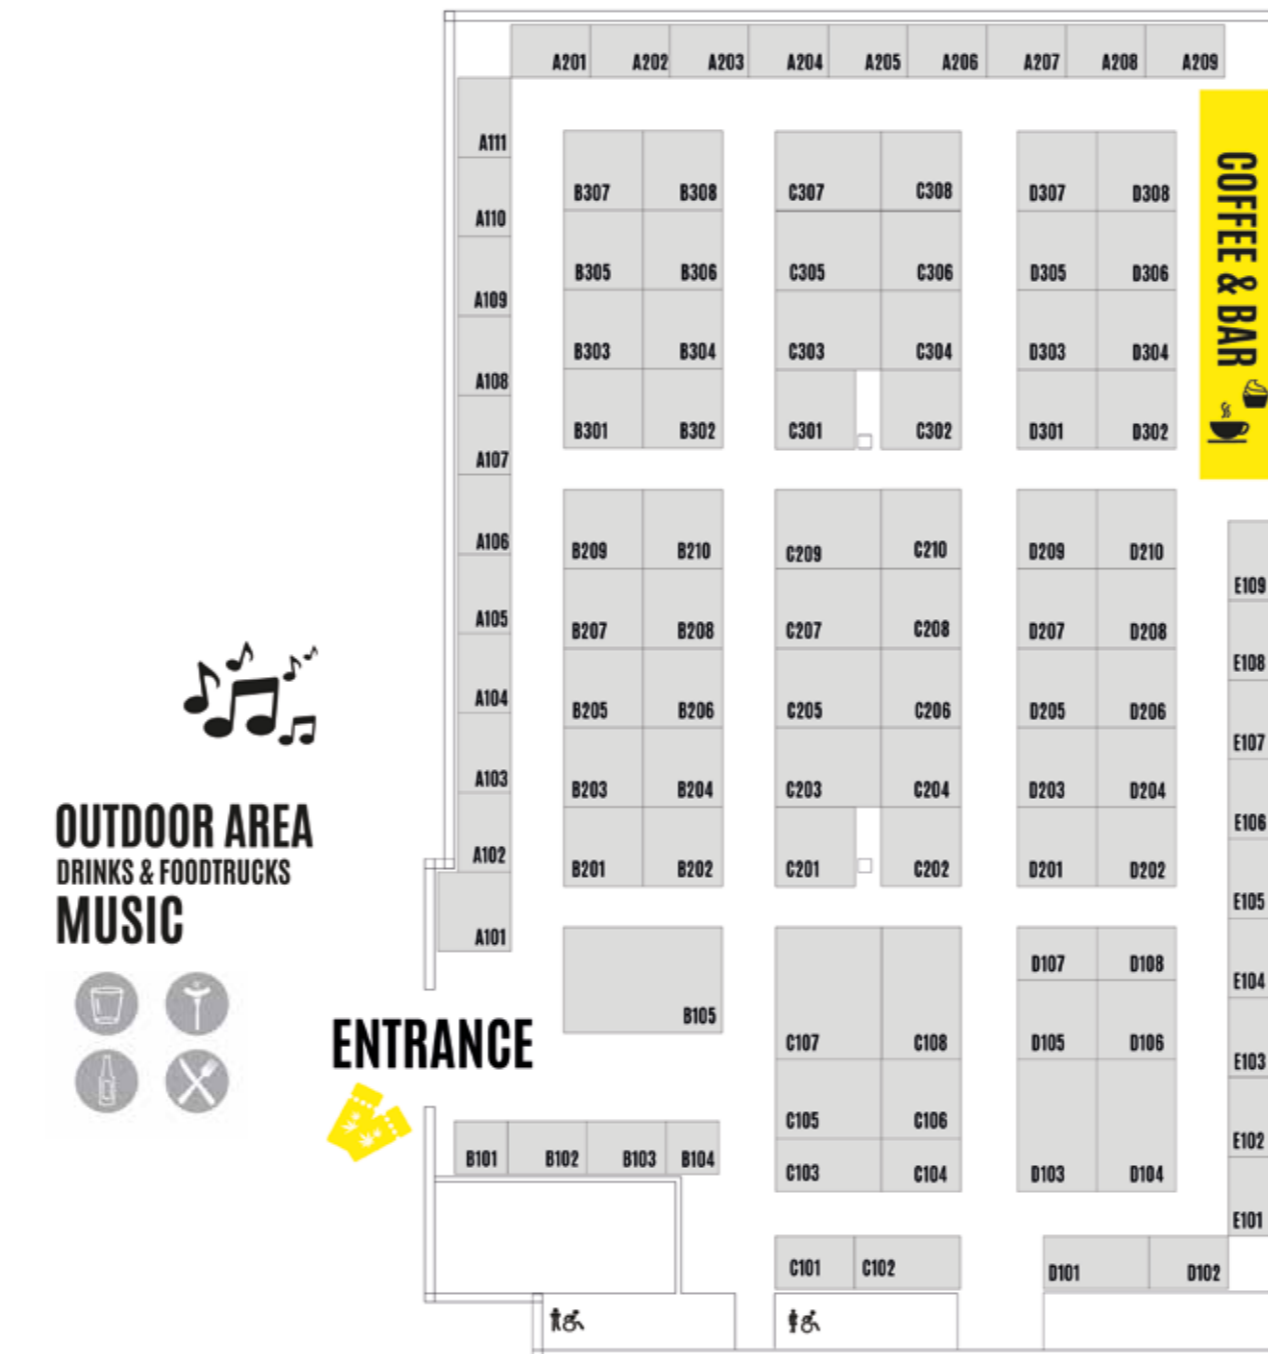 A201 A202 A203 A204 A205 A206 A207 A208 A209
A111
A110
A109
A108
A107
A106
A105
A104
A103
A102
A101
B307 B308
B305 B306
B303 B304
B301 B302
C307 C308
C305 C306
C303 C304
C301 C302
D307 D308
D305 D306
D303 D304
D301 D302
COFFEE & BAR
B209 B210
B207 B208
B205 B206
B203 B204
B201 B202
C209 C210
C207 C208
C205 C206
C203 C204
C201 C202
D209 D210
D207 D208
D205 D206
D203 D204
D201 D202
E109
E108
E107
E106
E105
E104
E103
E102
E101
OUTDOOR AREA
DRINKS & FOODTRUCKS
MUSIC
ENTRANCE
B105
B101 B102 B103 B104
C107 C108
C105 C106
C103 C104
C101 C102
D107 D108
D105 D106
D103 D104
D101 D102